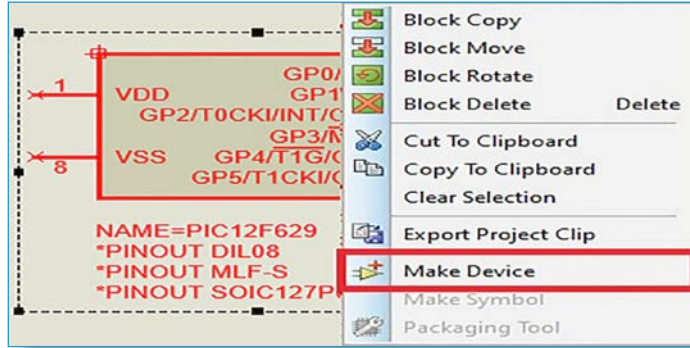 1
8
VDD
VSS
GP0/
GP1
GP2/T0CKI/INT/
GP3/
GP4/T1G/
GP5/T1CKI/
NAME=PIC12F629
*PINOUT DIL08
*PINOUT MLF-S
*PINOUT SOIC127P
Block Copy
Block Move
Block Rotate
Block Delete Delete
Cut To Clipboard
Copy To Clipboard
Clear Selection
Export Project Clip
Make Device
Make Symbol
Packaging Tool